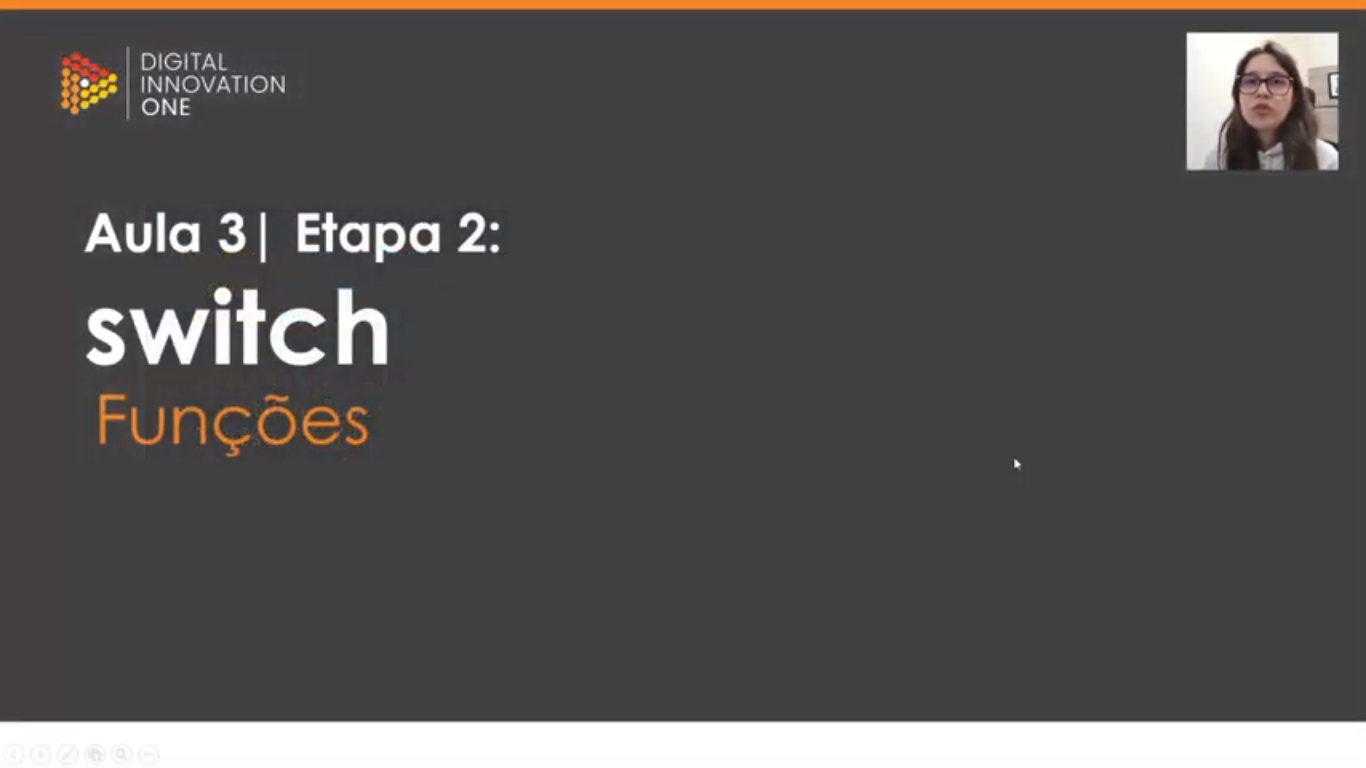 DIGITAL
INNOVATION
ONE
Aula 3| Etapa 2:
switch
Funções